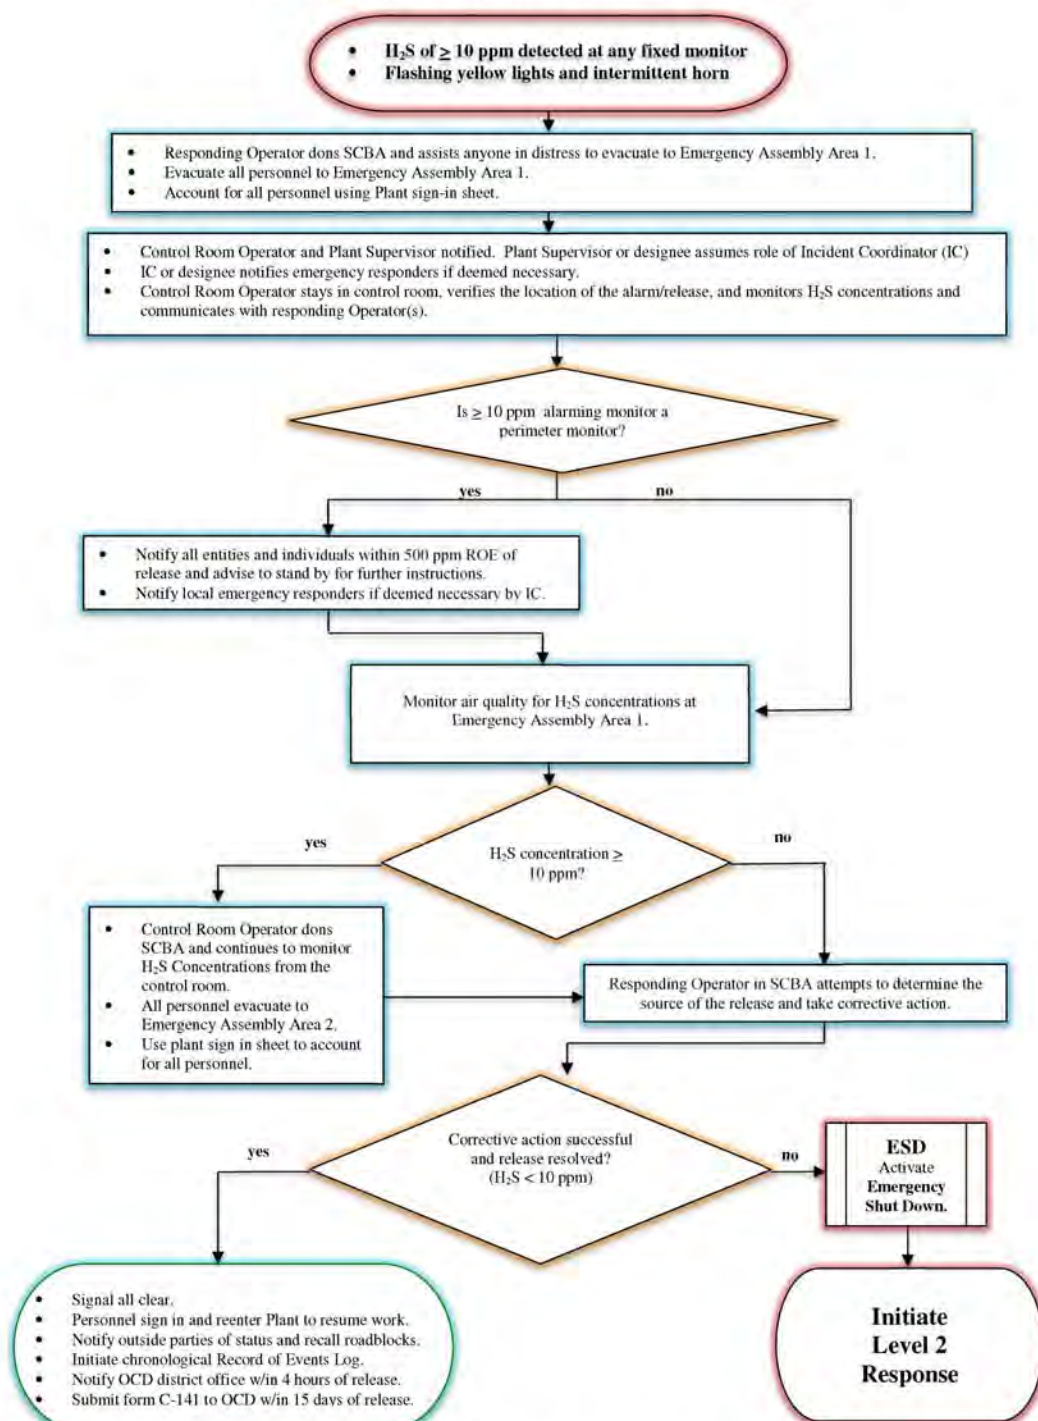 • H₂S of ≥ 10 ppm detected at any fixed monitor
• Flashing yellow lights and intermittent horn
• Responding Operator dons SCBA and assists anyone in distress to evacuate to Emergency Assembly Area 1.
• Evacuate all personnel to Emergency Assembly Area 1.
• Account for all personnel using Plant sign-in sheet.
• Control Room Operator and Plant Supervisor notified. Plant Supervisor or designee assumes role of Incident Coordinator (IC)
• IC or designee notifies emergency responders if deemed necessary.
• Control Room Operator stays in control room, verifies the location of the alarm/release, and monitors H₂S concentrations and
communicates with responding Operator(s).
Is ≥ 10 ppm alarming monitor a
perimeter monitor?
yes
no
• Notify all entities and individuals within 500 ppm ROE of
release and advise to stand by for further instructions.
• Notify local emergency responders if deemed necessary by IC.
Monitor air quality for H₂S concentrations at
Emergency Assembly Area 1.
yes
no
H₂S concentration ≥
10 ppm?
• Control Room Operator dons
SCBA and continues to monitor
H₂S Concentrations from the
control room.
• All personnel evacuate to
Emergency Assembly Area 2.
• Use plant sign in sheet to account
for all personnel.
Responding Operator in SCBA attempts to determine the
source of the release and take corrective action.
yes
Corrective action successful
and release resolved?
(H₂S < 10 ppm)
no
ESD
Activate
Emergency
Shut Down.
• Signal all clear.
• Personnel sign in and reenter Plant to resume work.
• Notify outside parties of status and recall roadblocks.
• Initiate chronological Record of Events Log.
• Notify OCD district office w/in 4 hours of release.
• Submit form C-141 to OCD w/in 15 days of release.
Initiate
Level 2
Response